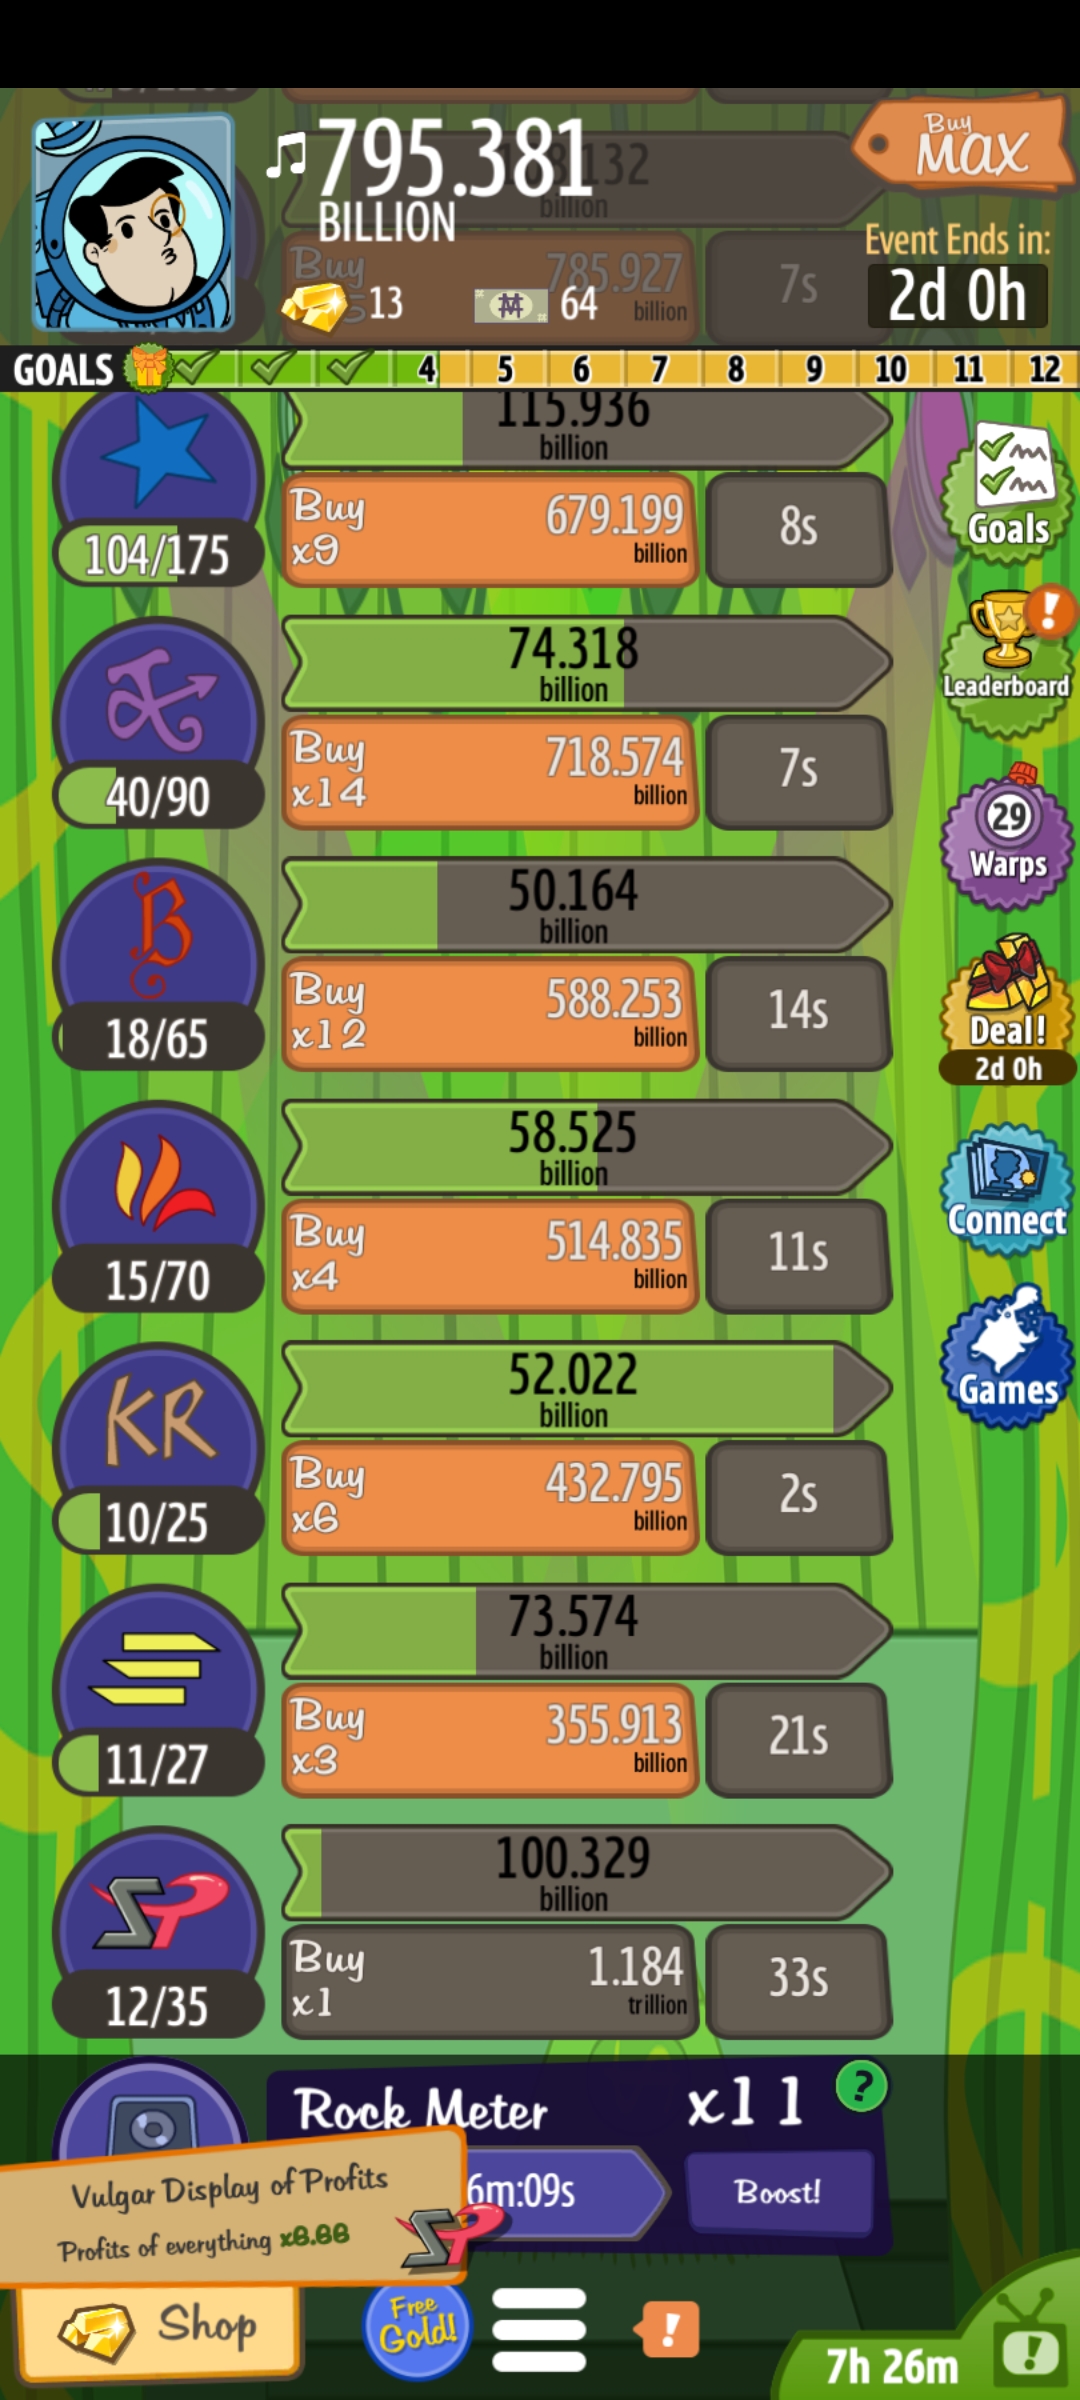 795.381
BILLION
Buy
MAX
.132
billion
Buy
785.927
billion
7s
13
64
Event Ends in:
2d 0h
GOALS 4 5 6 7 8 9 10 11 12
115.936
billion
104/175
Buy
x9
679.199
billion
8s
Goals
74.318
billion
40/90
Buy
x14
718.574
billion
7s
Leaderboard
29
Warps
50.164
billion
18/65
Buy
x12
588.253
billion
14s
Deal!
2d 0h
58.525
billion
15/70
Buy
x4
514.835
billion
11s
Connect
52.022
billion
KR
10/25
Buy
x6
432.795
billion
2s
Games
73.574
billion
11/27
Buy
x3
355.913
billion
21s
100.329
billion
SP
12/35
Buy
x1
1.184
trillion
33s
Rock Meter
x11
?
6m:09s
Boost!
Vulgar Display of Profits
Profits of everything
SP
Shop
Free
Gold!
!
7h 26m